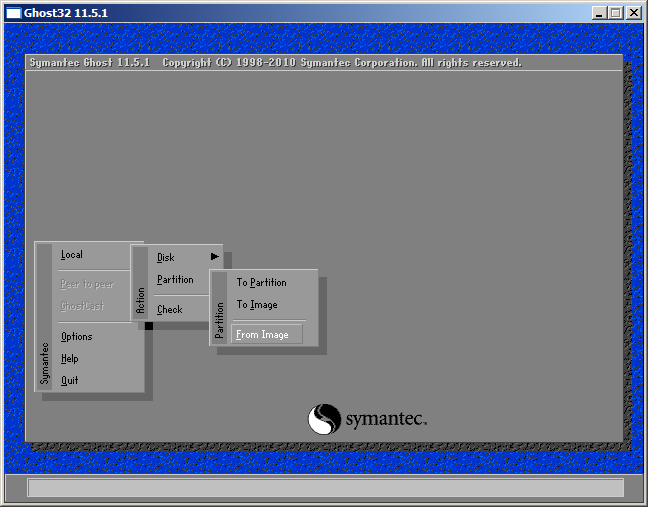 Ghost32 11.5.1
Symantec Ghost 11.5.1 Copyright (C) 1998-2010 Symantec Corporation. All rights reserved.
Symantec
Local
Peer to peer
GhostCast
Options
Help
Quit
Action
Disk
Partition
Check
Partition
To Partition
To Image
From Image
symantec.